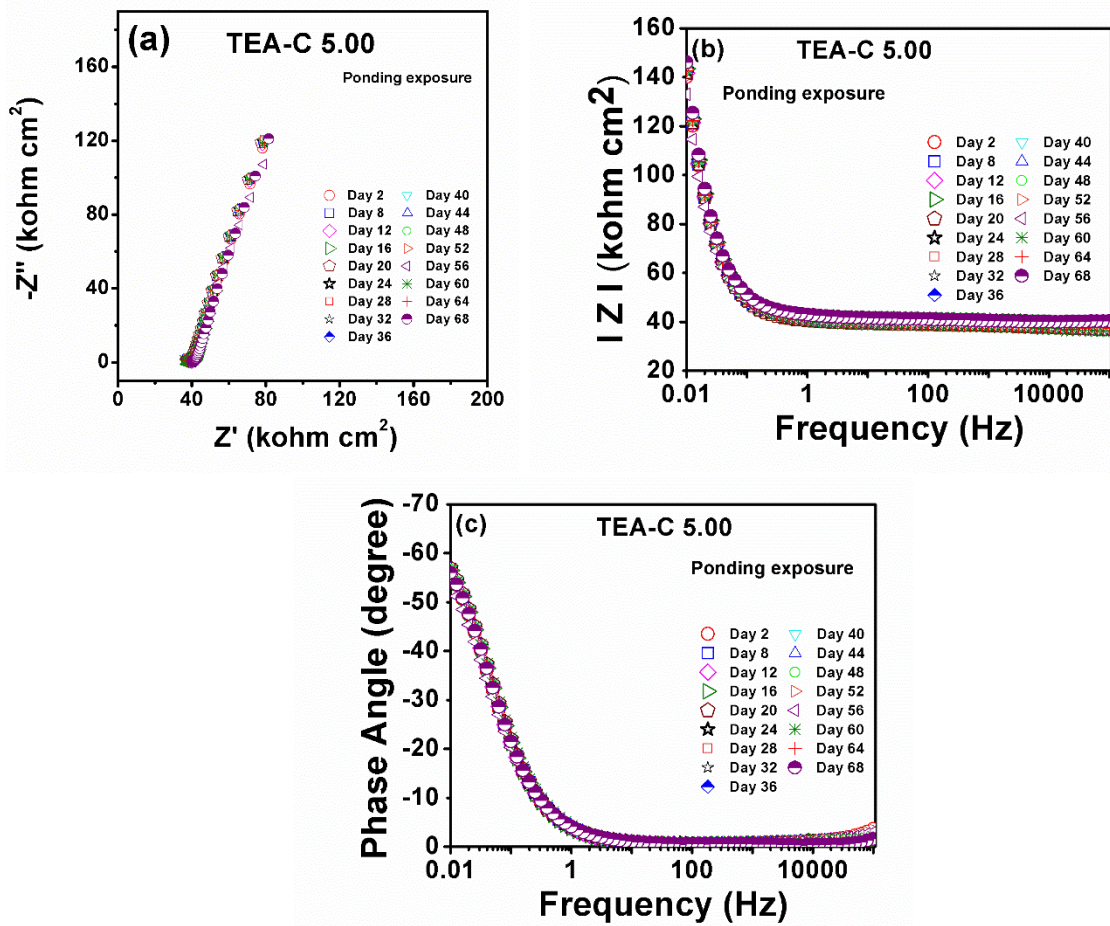 (a)
TEA-C 5.00
Ponding exposure
-Z'' (kohm cm²)
160
120
80
40
0
0 40 80 120 160 200
Z' (kohm cm²)
Day 2 Day 40
Day 8 Day 44
Day 12 Day 48
Day 16 Day 52
Day 20 Day 56
Day 24 Day 60
Day 28 Day 64
Day 32 Day 68
Day 36
(b)
TEA-C 5.00
Ponding exposure
I Z I (kohm cm²)
160
140
120
100
80
60
40
20
0.01 1 100 10000
Frequency (Hz)
Day 2 Day 40
Day 8 Day 44
Day 12 Day 48
Day 16 Day 52
Day 20 Day 56
Day 24 Day 60
Day 28 Day 64
Day 32 Day 68
Day 36
(c)
TEA-C 5.00
Ponding exposure
Phase Angle (degree)
-70
-60
-50
-40
-30
-20
-10
0
0.01 1 100 10000
Frequency (Hz)
Day 2 Day 40
Day 8 Day 44
Day 12 Day 48
Day 16 Day 52
Day 20 Day 56
Day 24 Day 60
Day 28 Day 64
Day 32 Day 68
Day 36